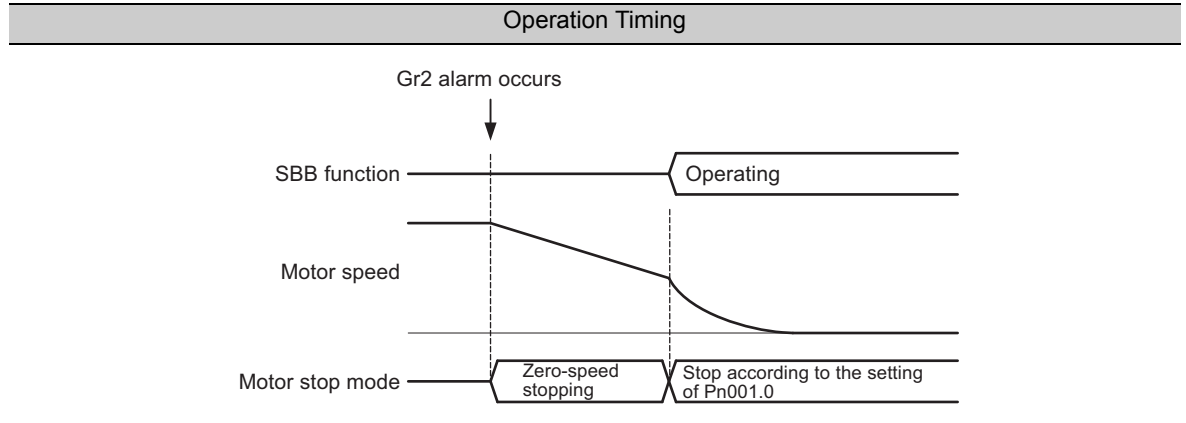 Operation Timing
Gr2 alarm occurs
SBB function
Operating
Motor speed
Motor stop mode
Zero-speed
stopping
Stop according to the setting
of Pn001.0